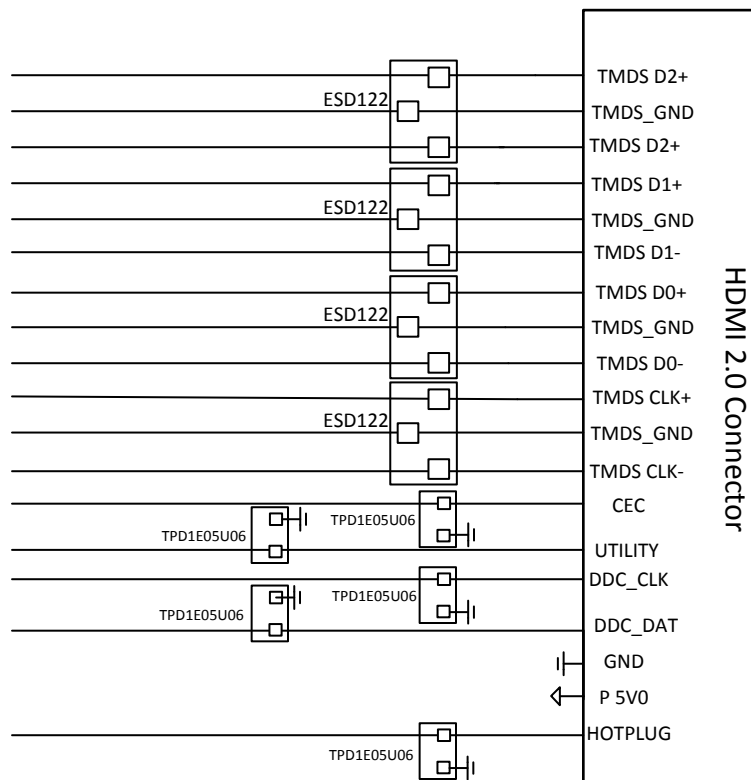 TMDS D2+
ESD122
TMDS_GND
TMDS D2+
TMDS D1+
ESD122
TMDS_GND
TMDS D1-
TMDS D0+
ESD122
TMDS_GND
TMDS D0-
TMDS CLK+
ESD122
TMDS_GND
TMDS CLK-
CEC
TPD1E05U06
TPD1E05U06
UTILITY
DDC_CLK
TPD1E05U06
TPD1E05U06
DDC_DAT
GND
P 5V0
HOTPLUG
TPD1E05U06
HDMI 2.0 Connector